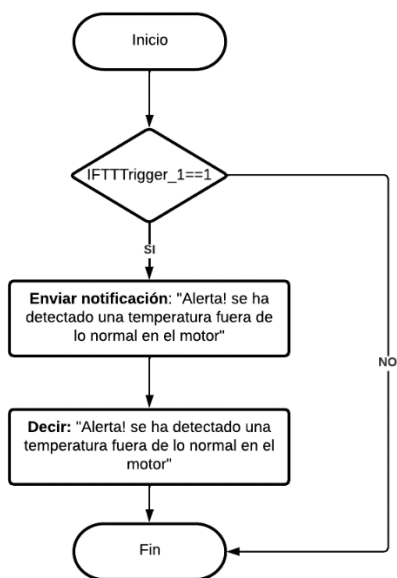 Inicio
IFTTTrigger_1==1
SI
Enviar notificación: "Alerta! se ha
detectado una temperatura fuera de
lo normal en el motor"
NO
Decir: "Alerta! se ha detectado una
temperatura fuera de lo normal en el
motor"
Fin